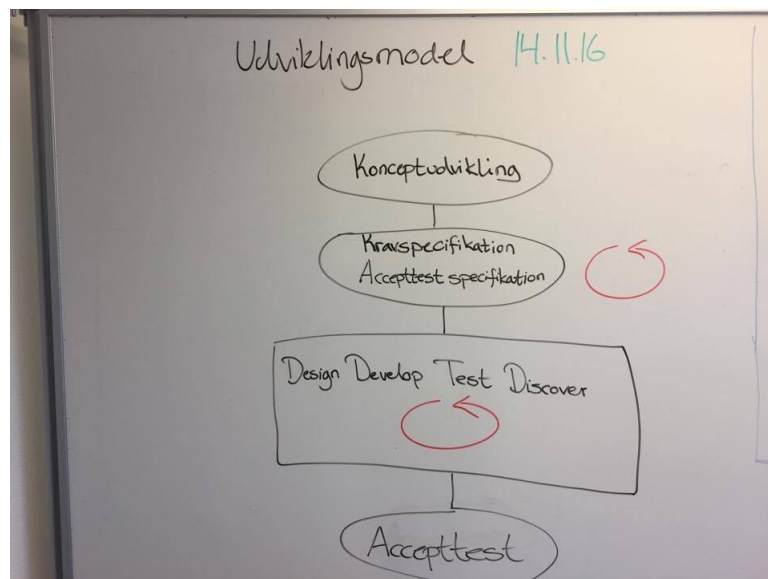 Udviklingsmodel 14.11.16
Konceptudvikling
Kravspecifikation
Accepttest specifikation
Design Develop Test Discover
Accepttest